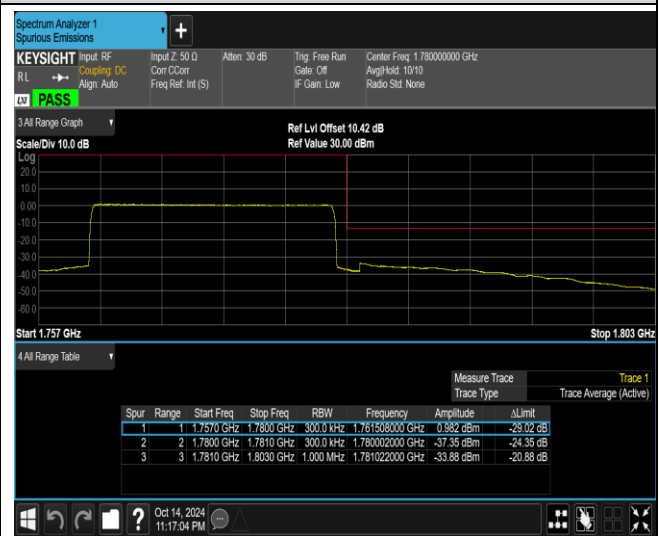 Spectrum Analyzer 1
Spurious Emissions
+
KEYSIGHT Input: RF Input Z: 50 Ω Atten: 30 dB Trig: Free Run Center Freq: 1.780000000 GHz
RL Coupling: DC Corr CCorr Gate: Off Avg|Hold: 10/10
Align: Auto Freq Ref: Int (S) IF Gain: Low Radio Std: None
LXI PASS
3 All Range Graph
Ref Lvl Offset 10.42 dB
Scale/Div 10.0 dB Ref Value 30.00 dBm
Log
20.0
10.0
0.00
-10.0
-20.0
-30.0
-40.0
-50.0
-60.0
Start 1.757 GHz Stop 1.803 GHz
4 All Range Table
Measure Trace Trace 1
Trace Type Trace Average (Active)
Spur Range Start Freq Stop Freq RBW Frequency Amplitude ΔLimit
1 1 1.7570 GHz 1.7800 GHz 300.0 kHz 1.761508000 GHz 0.982 dBm -29.02 dB
2 2 1.7800 GHz 1.7810 GHz 300.0 kHz 1.780002000 GHz -37.35 dBm -24.35 dB
3 3 1.7810 GHz 1.8030 GHz 1.000 MHz 1.781022000 GHz -33.88 dBm -20.88 dB
? Oct 14, 2024
11:17:04 PM